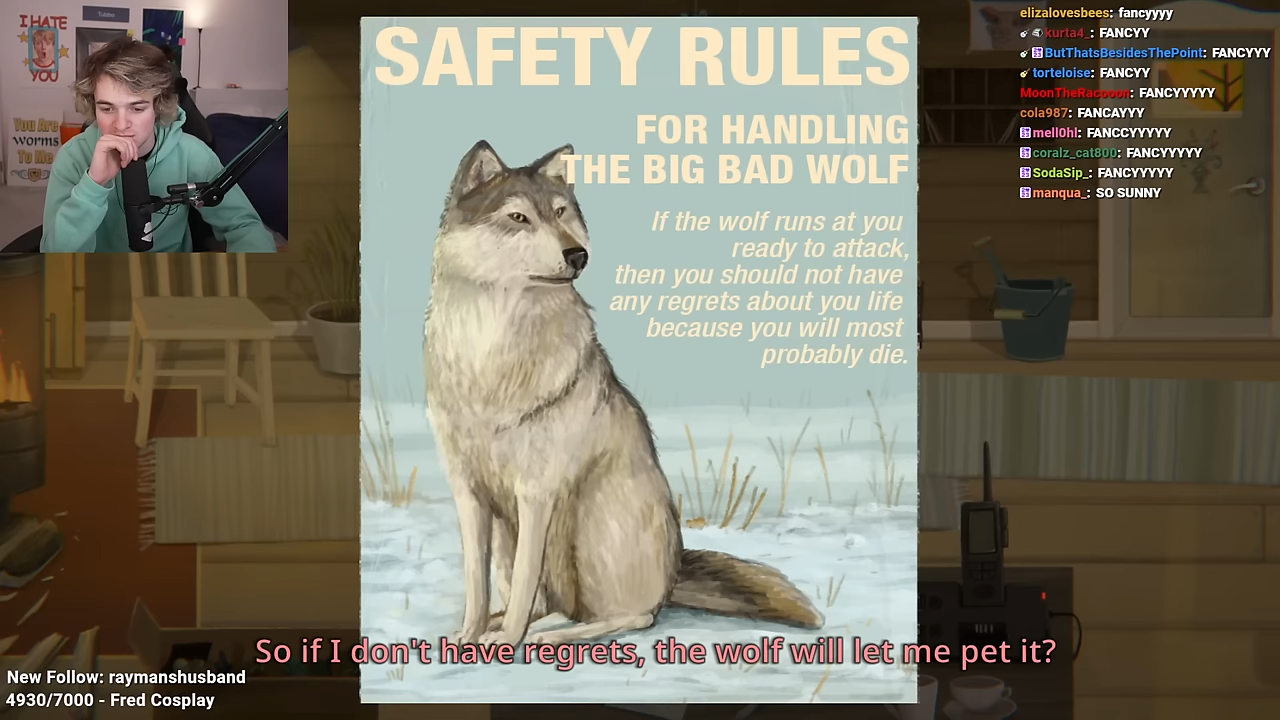 I HATE
YOU
Tubbo
You Are
worms
To Me
SAFETY RULES
FOR HANDLING
THE BIG BAD WOLF
If the wolf runs at you
ready to attack,
then you should not have
any regrets about you life
because you will most
probably die.
elizalovesbees: fancyyyy
kurta4_: FANCYY
ButThatsBesidesThePoint: FANCYYY
torteloise: FANCYY
MoonTheRacooon: FANCYYYYY
cola987: FANCAYYY
mell0hl: FANCCYYYYY
coralz_cat800: FANCYYYYY
SodaSip_: FANCYYYYY
manqua_: SO SUNNY
So if I don't have regrets, the wolf will let me pet it?
New Follow: raymanshusband
4930/7000 - Fred Cosplay